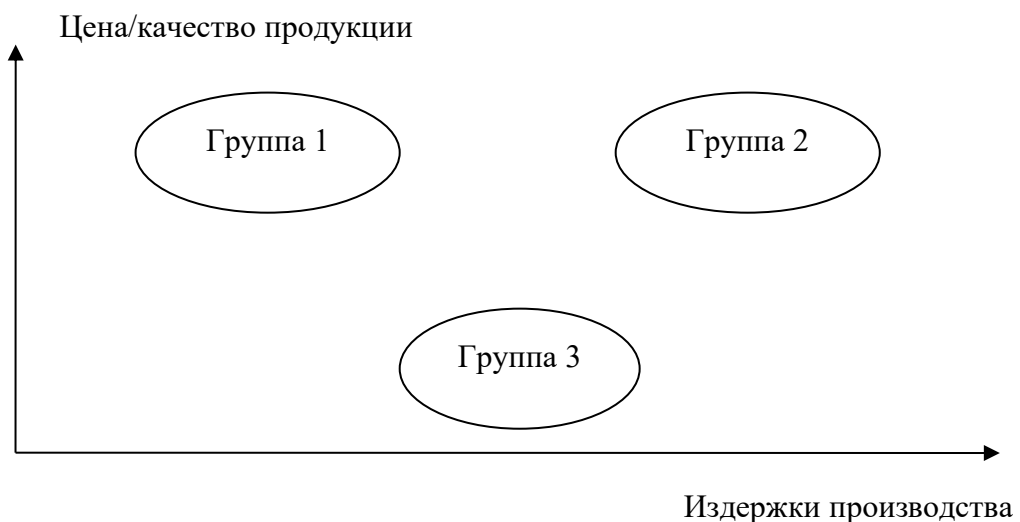 Цена/качество продукции
Группа 1
Группа 2
Группа 3
Издержки производства